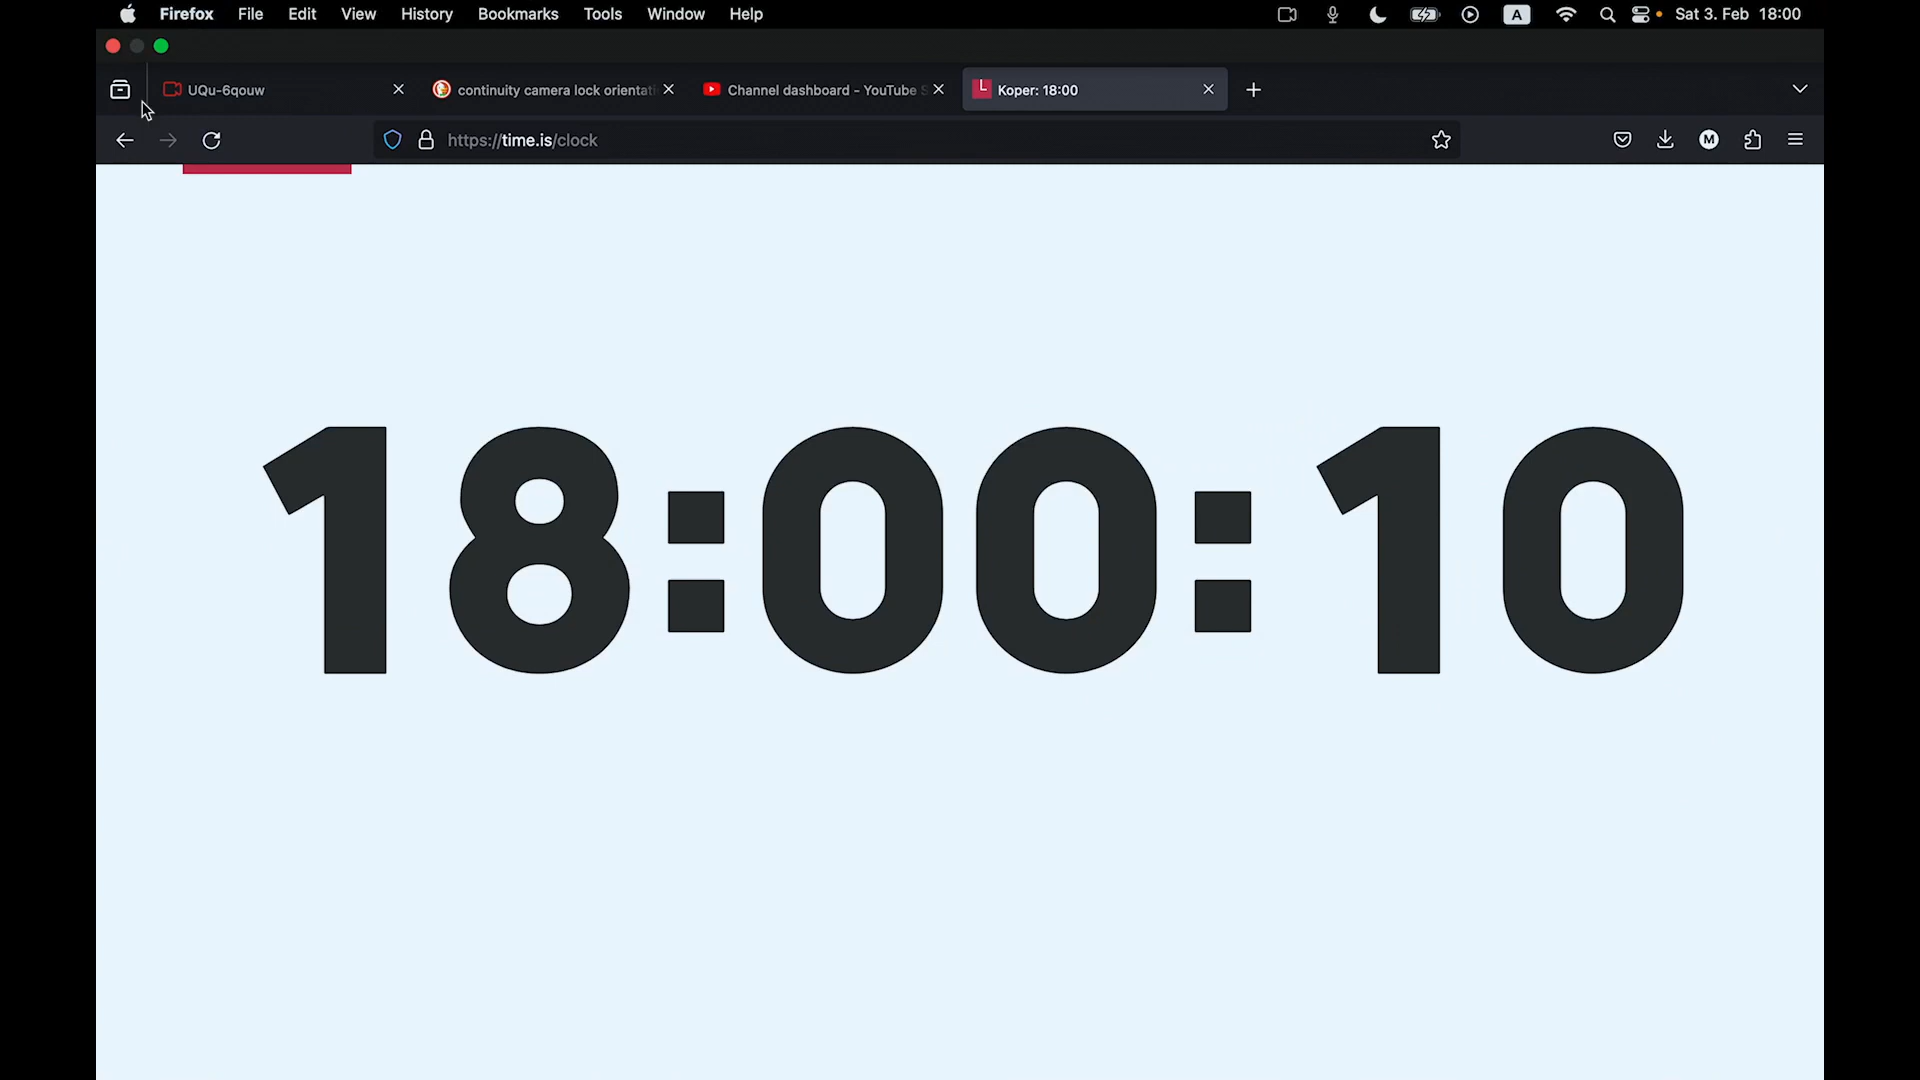 Firefox File Edit View History Bookmarks Tools Window Help A Sat 3. Feb 18:00
UQu-6qouw continuity camera lock orientati Channel dashboard - YouTube S Koper: 18:00
https://time.is/clock M
18:00:10